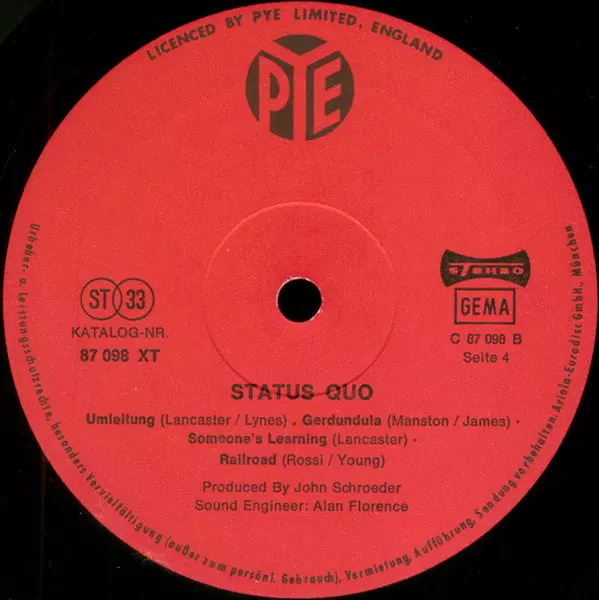 LICENCED BY PYE LIMITED, ENGLAND
PYE
ST 33
KATALOG-NR.
87 098 XT
STEREO
GEMA
C 87 098 B
Seite 4
STATUS QUO
Umleitung (Lancaster / Lynes) . Gerdundula (Manston / James) ·
Someone's Learning (Lancaster) ·
Railroad (Rossi / Young)
Produced By John Schroeder
Sound Engineer: Alan Florence
Urheber- u. Leistungsschutzrechte, besonders Vervielfältigung (außer zum persönl. Gebrauch), Vermietung, Aufführung, Sendung vorbehalten. Ariola-Eurodisc GmbH., München